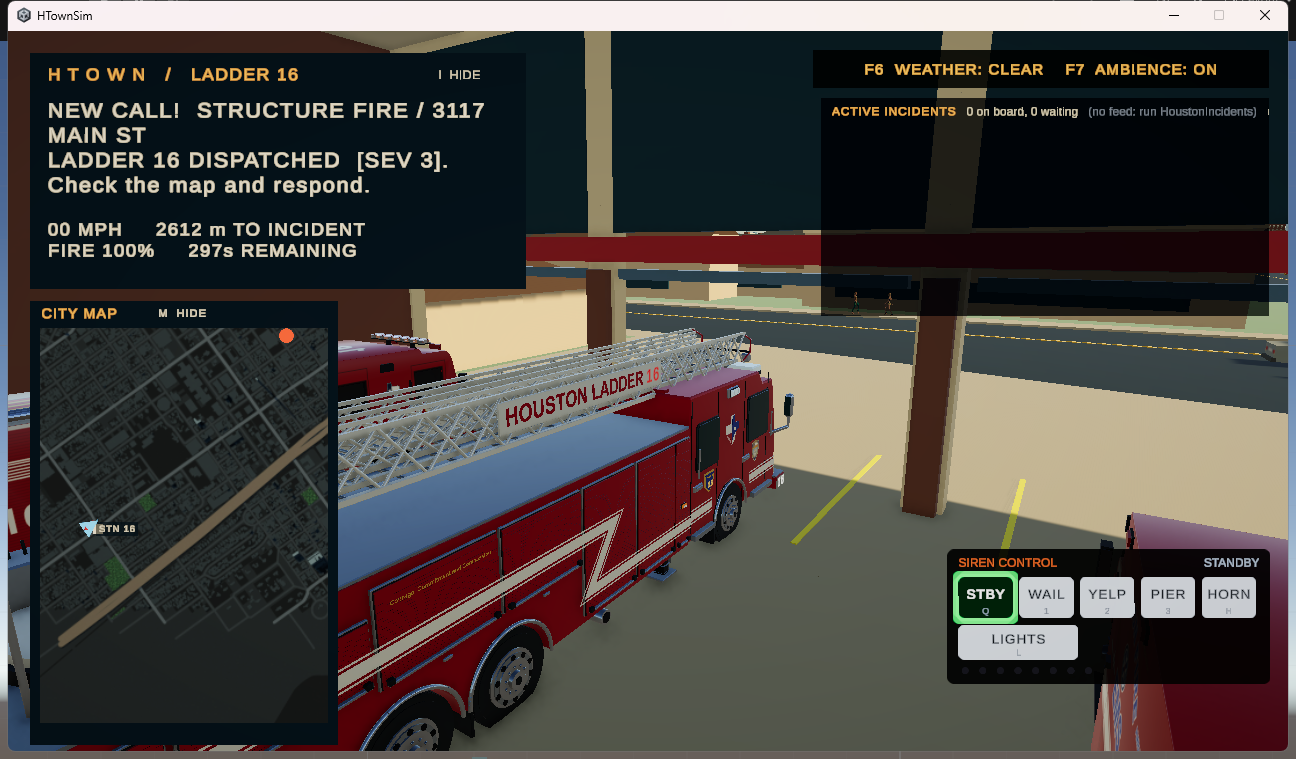 HTownSim
HTOWN / LADDER 16 I HIDE
NEW CALL! STRUCTURE FIRE / 3117
MAIN ST
LADDER 16 DISPATCHED [SEV 3].
Check the map and respond.
00 MPH 2612 m TO INCIDENT
FIRE 100% 297s REMAINING
F6 WEATHER: CLEAR F7 AMBIENCE: ON
ACTIVE INCIDENTS 0 on board, 0 waiting (no feed: run HoustonIncidents)
CITY MAP M HIDE
STN 16
HOUSTON LADDER 16
SIREN CONTROL STANDBY
STBY WAIL YELP PIER HORN
Q 1 2 3 H
LIGHTS
L